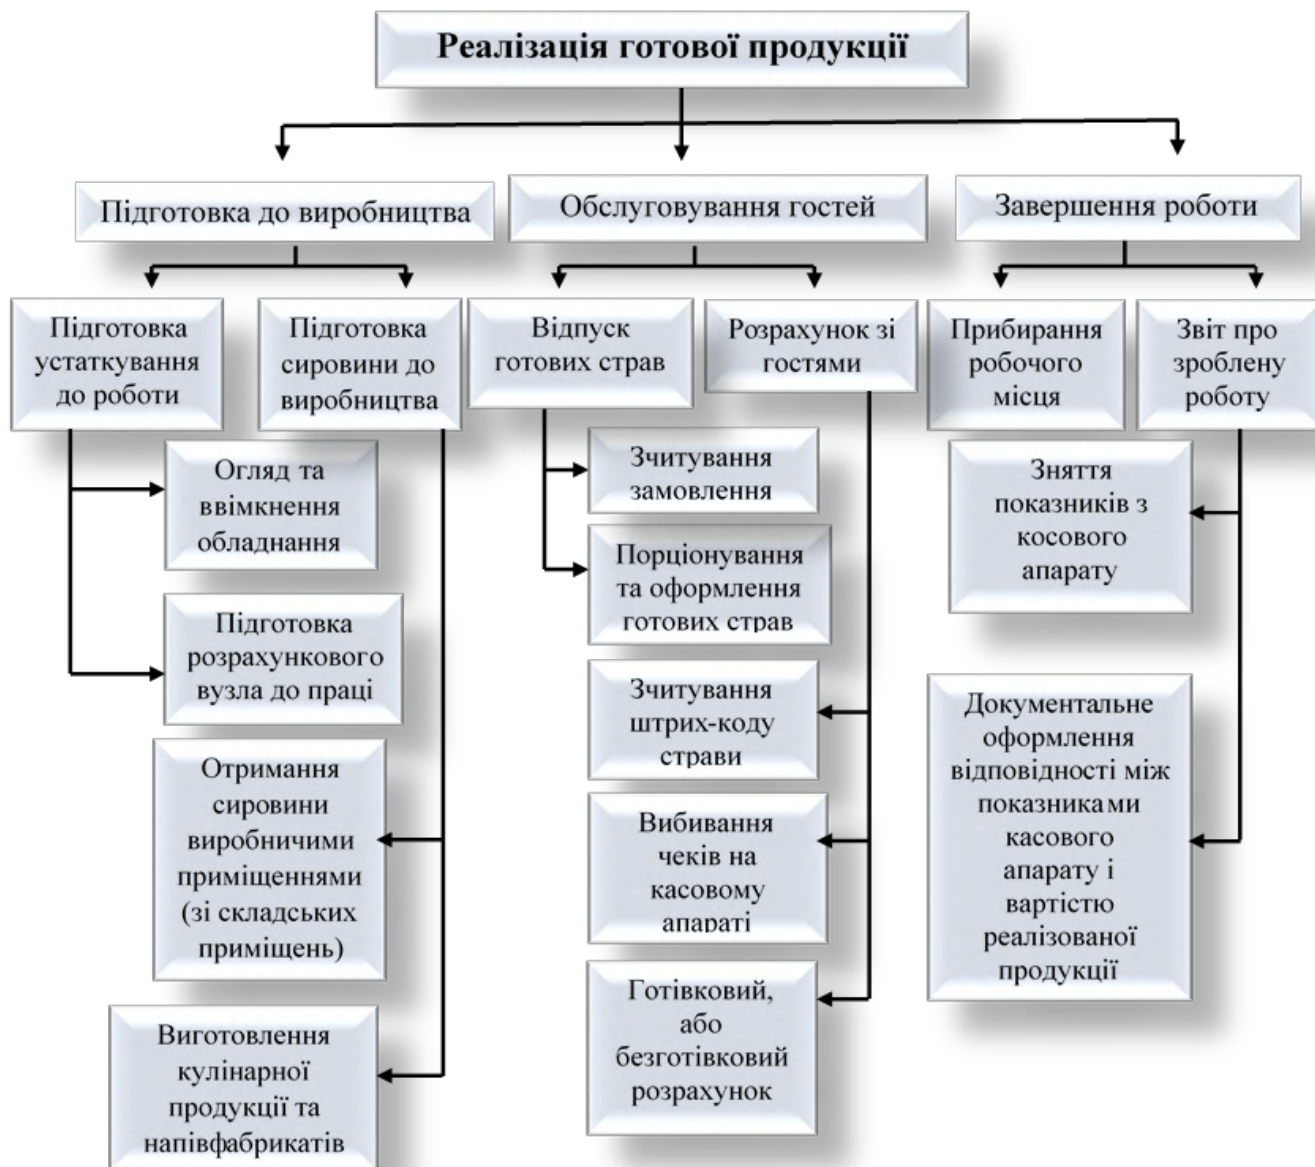 Реалізація готової продукції
Підготовка до виробництва
Обслуговування гостей
Завершення роботи
Підготовка
устаткування
до роботи
Підготовка
сировини до
виробництва
Відпуск
готових страв
Розрахунок зі
гостями
Прибирання
робочого
місця
Звіт про
зроблену
роботу
Огляд та
ввімкнення
обладнання
Підготовка
розрахункового
вузла до праці
Отримання
сировини
виробничими
приміщеннями
(зі складських
приміщень)
Виготовлення
кулінарної
продукції та
напівфабрикатів
Зчитування
замовлення
Порціонування
та оформлення
готових страв
Зчитування
штрих-коду
страви
Вибивання
чеків на
касовому
апараті
Готівковий,
або
безготівковий
розрахунок
Зняття
показників з
косового
апарату
Документальне
оформлення
відповідності між
показниками
касового
апарату і
вартістю
реалізованої
продукції